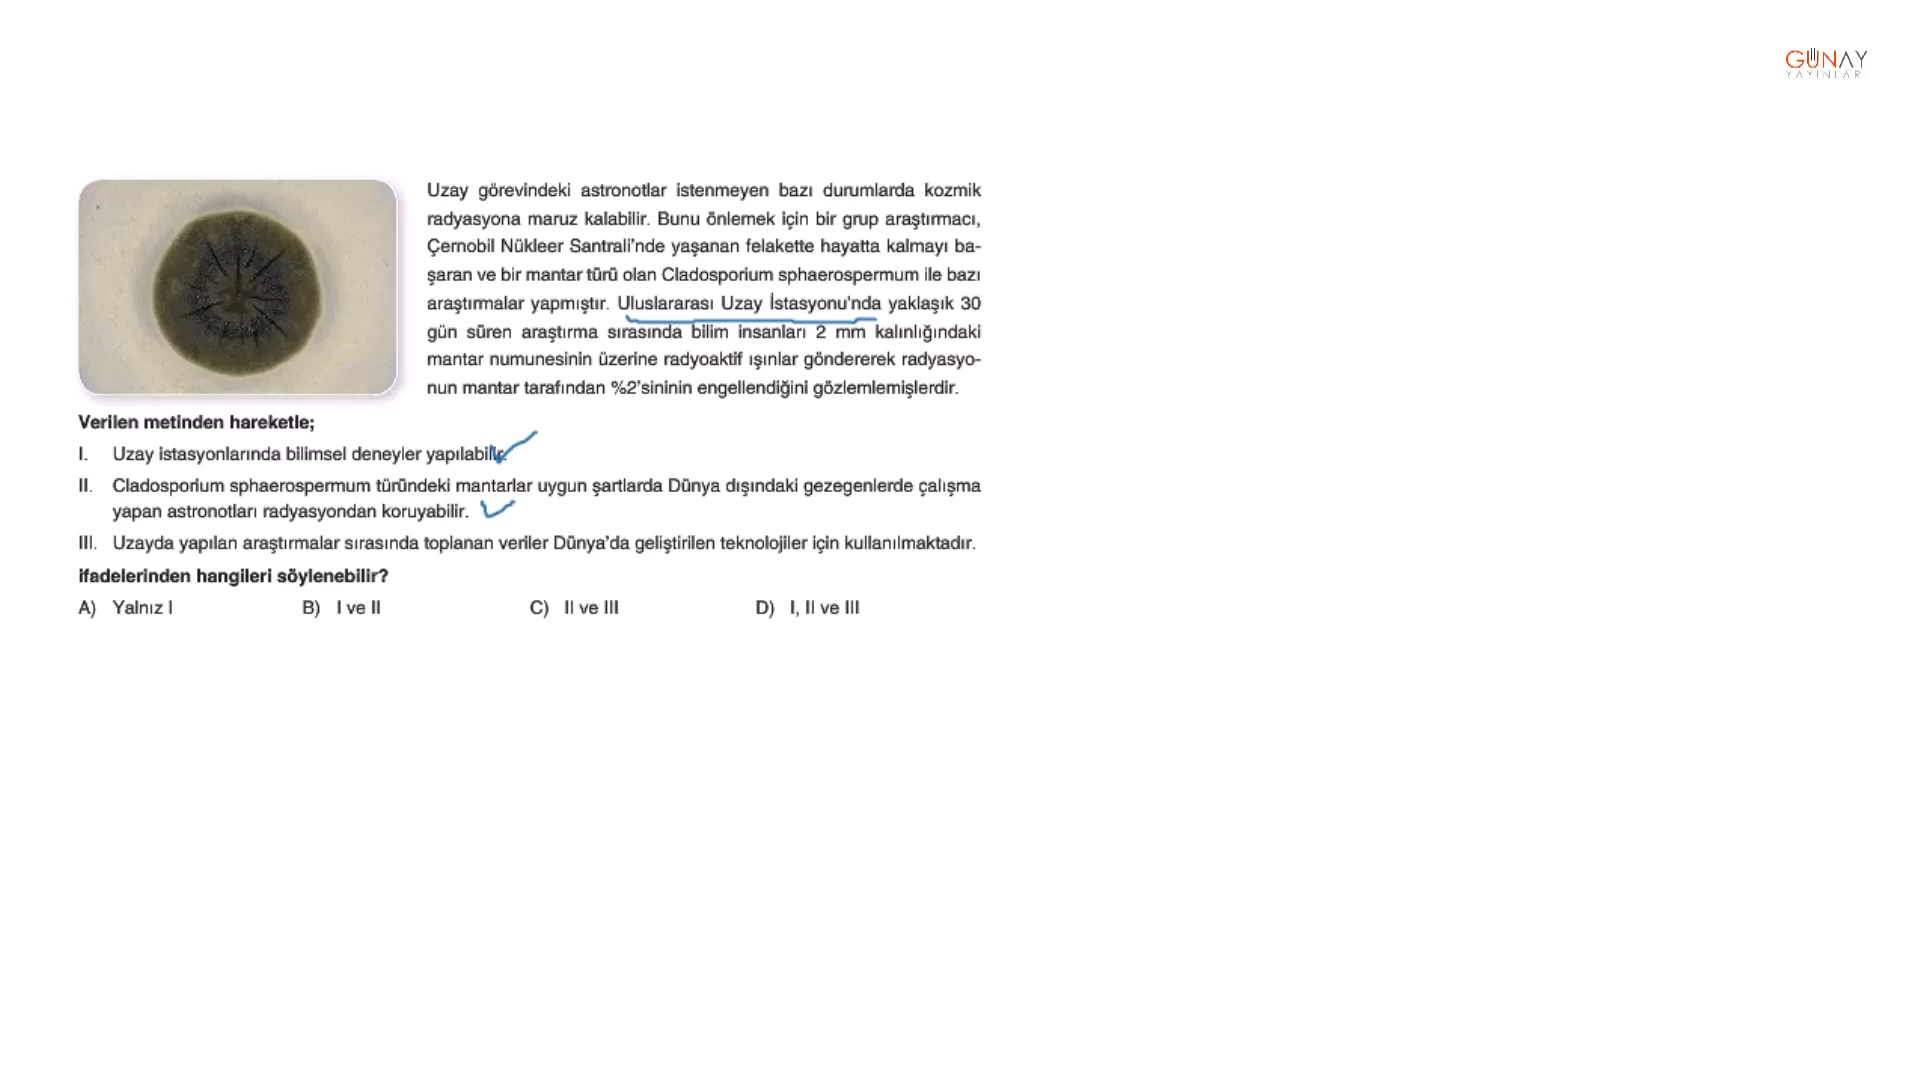 GÜNAY
YAYINLARI
Uzay görevindeki astronotlar istenmeyen bazı durumlarda kozmik
radyasyona maruz kalabilir. Bunu önlemek için bir grup araştırmacı,
Çernobil Nükleer Santrali'nde yaşanan felakette hayatta kalmayı ba-
şaran ve bir mantar türü olan Cladosporium sphaerospermum ile bazı
araştırmalar yapmıştır. Uluslararası Uzay İstasyonu'nda yaklaşık 30
gün süren araştırma sırasında bilim insanları 2 mm kalınlığındaki
mantar numunesinin üzerine radyoaktif ışınlar göndererek radyasyo-
nun mantar tarafından %2'sininin engellendiğini gözlemlemişlerdir.
Verilen metinden hareketle;
I. Uzay istasyonlarında bilimsel deneyler yapılabilir.
II. Cladosporium sphaerospermum türündeki mantarlar uygun şartlarda Dünya dışındaki gezegenlerde çalışma
yapan astronotları radyasyondan koruyabilir.
III. Uzayda yapılan araştırmalar sırasında toplanan veriler Dünya'da geliştirilen teknolojiler için kullanılmaktadır.
ifadelerinden hangileri söylenebilir?
A) Yalnız I B) I ve II C) II ve III D) I, II ve III